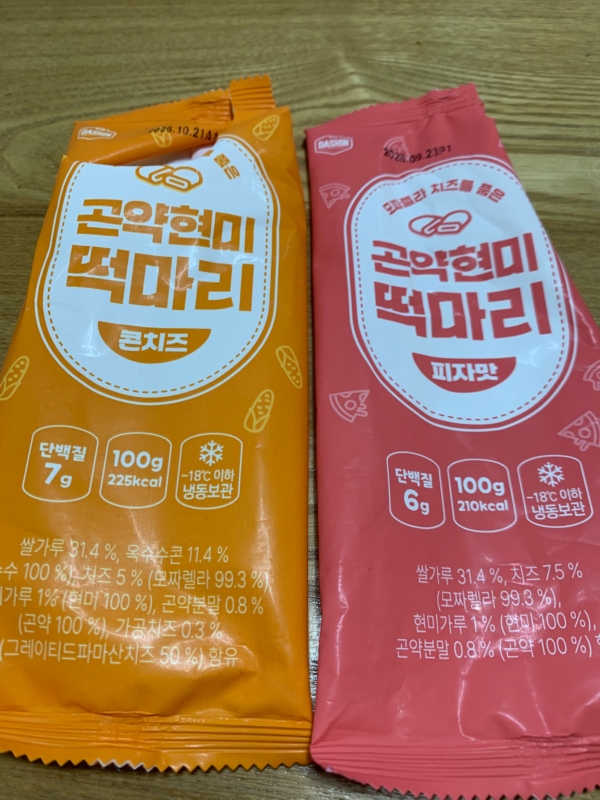 DASHIN
2026.10.21A1
품은
곤약현미
떡마리
콘치즈
단백질
7g
100g
225kcal
-18℃ 이하
냉동보관
쌀가루 31.4 %, 옥수수콘 11.4 %
수 100 %), 치즈 5 % (모짜렐라 99.3 %)
가루 1% (현미 100 %), 곤약분말 0.8 %
(곤약 100 %), 가공치즈 0.3 %
(그레이티드파마산치즈 50 %) 함유
DASHIN
모짜렐라 치즈를 품은
곤약현미
떡마리
피자맛
단백질
6g
100g
210kcal
-18℃ 이하
냉동보관
쌀가루 31.4 %, 치즈 7.5 %
(모짜렐라 99.3 %),
현미가루 1 % (현미 100 %),
곤약분말 0.8 % (곤약 100 %)